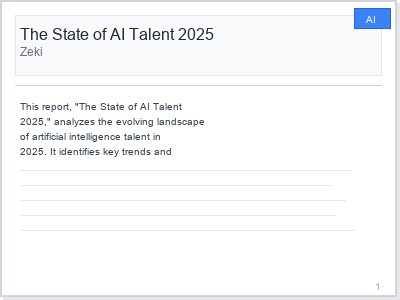 AI
The State of AI Talent 2025
Zeki
This report, "The State of AI Talent
2025," analyzes the evolving landscape
of artificial intelligence talent in
2025. It identifies key trends and
1